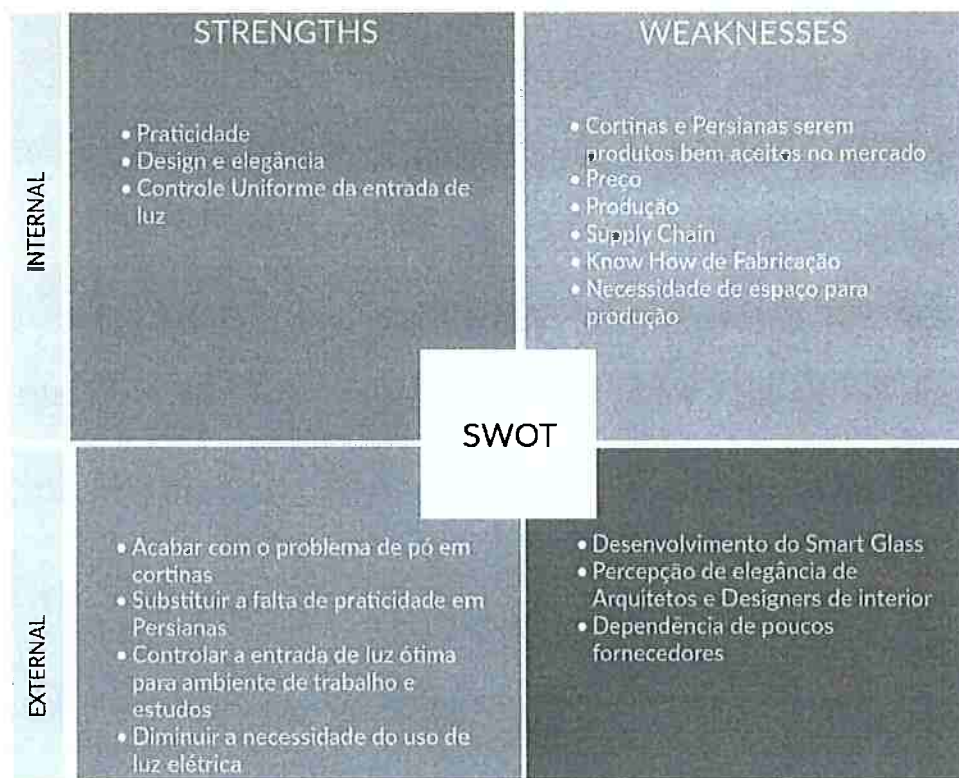 STRENGTHS
• Praticidade
• Design e elegância
• Controle Uniforme da entrada de
luz
WEAKNESSES
• Cortinas e Persianas serem
produtos bem aceitos no mercado
• Preço
• Produção
• Supply Chain
• Know How de Fabricação
• Necessidade de espaço para
produção
INTERNAL
SWOT
• Acabar com o problema de pó em
cortinas
• Substituir a falta de praticidade em
Persianas
• Controlar a entrada de luz ótima
para ambiente de trabalho e
estudos
• Diminuir a necessidade do uso de
luz elétrica
• Desenvolvimento do Smart Glass
• Percepção de elegância de
Arquitetos e Designers de interior
• Dependência de poucos
fornecedores
EXTERNAL